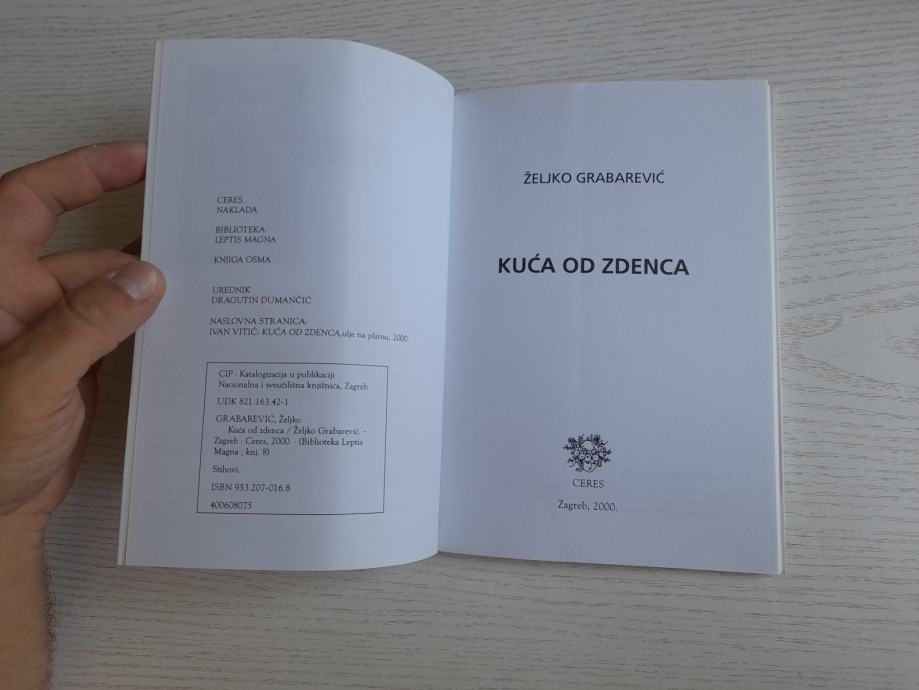 CERES
NAKLADA
BIBLIOTEKA
LEPTIS MAGNA
KNJIGA OSMA
UREDNIK
DRAGUTIN DUMANČIĆ
NASLOVNA STRANICA:
IVAN VITIĆ: KUĆA OD ZDENCA,ulje na platnu, 2000.
CIP - Katalogizacija u publikaciji
Nacionalna i sveučilišna knjižnica, Zagreb
UDK 821.163.42-1
GRABAREVIĆ, Željko
Kuća od zdenca / Željko Grabarević. -
Zagreb : Ceres, 2000. - (Biblioteka Leptis
Magna ; knj. 8)
Stihovi.
ISBN 953.207-016.8
400608075
ŽELJKO GRABAREVIĆ
KUĆA OD ZDENCA
CERES
Zagreb, 2000.